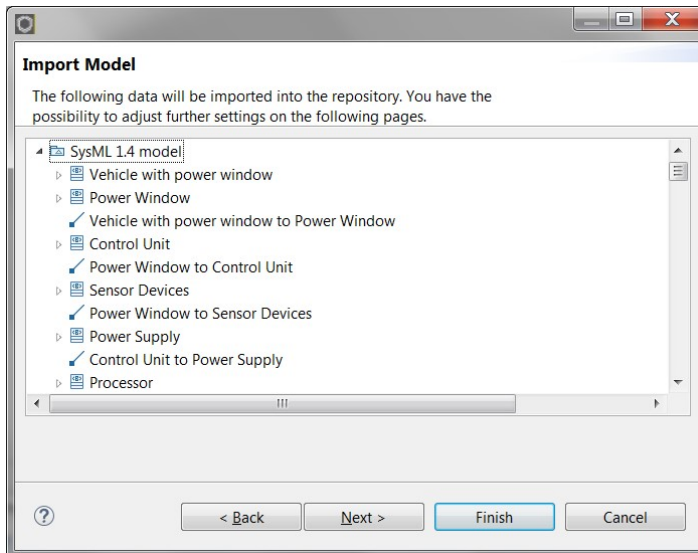 Import Model
The following data will be imported into the repository. You have the
possibility to adjust further settings on the following pages.
SysML 1.4 model
Vehicle with power window
Power Window
Vehicle with power window to Power Window
Control Unit
Power Window to Control Unit
Sensor Devices
Power Window to Sensor Devices
Power Supply
Control Unit to Power Supply
Processor
< Back Next > Finish Cancel